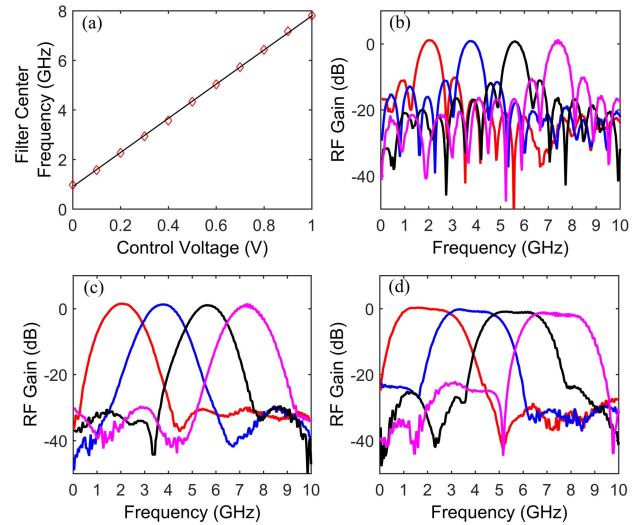 (a)
8
6
4
2
0
Filter Center
Frequency (GHz)
0 0.2 0.4 0.6 0.8 1
Control Voltage (V)
(b)
0
-20
-40
RF Gain (dB)
0 1 2 3 4 5 6 7 8 9 10
Frequency (GHz)
(c)
0
-20
-40
RF Gain (dB)
0 1 2 3 4 5 6 7 8 9 10
Frequency (GHz)
(d)
0
-20
-40
RF Gain (dB)
0 1 2 3 4 5 6 7 8 9 10
Frequency (GHz)